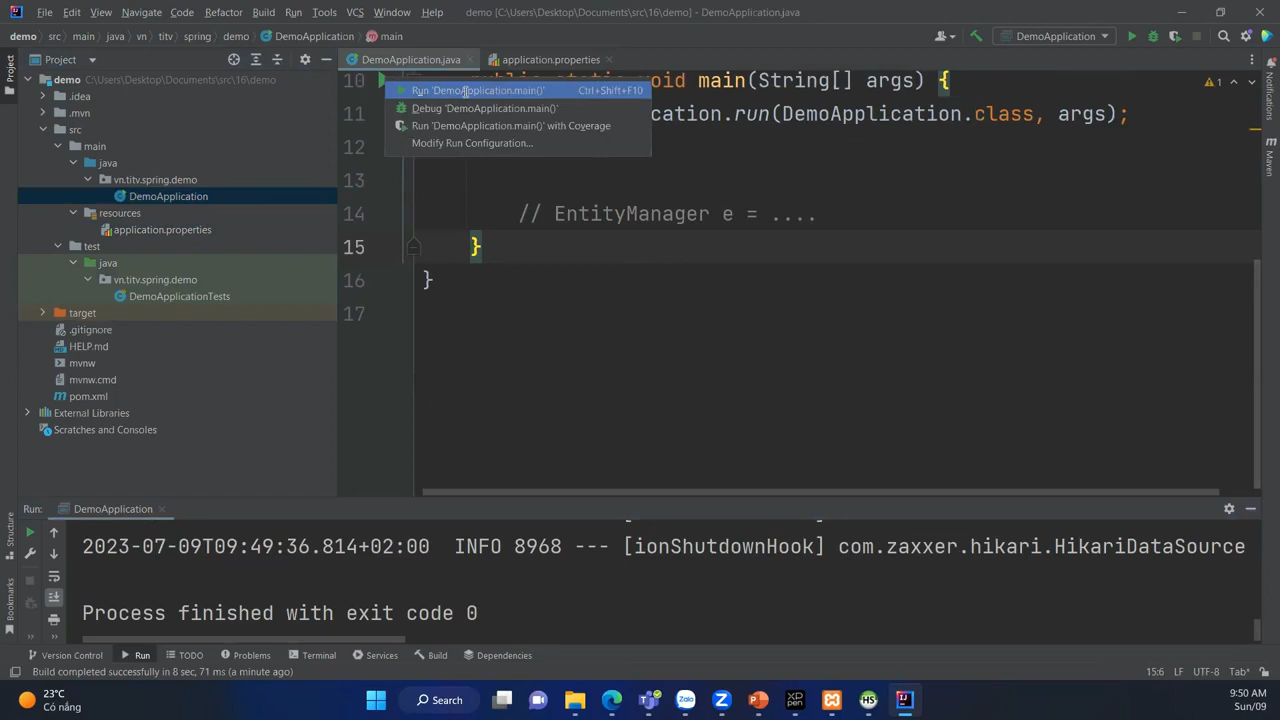 File Edit View Navigate Code Refactor Build Run Tools VCS Window Help demo [C:\Users\Desktop\Documents\src\16\demo] - DemoApplication.java
demo src main java vn titv spring demo DemoApplication main DemoApplication
Project
Project
demo C:\Users\Desktop\Documents\src\16\demo
.idea
.mvn
src
main
java
vn.titv.spring.demo
DemoApplication
resources
application.properties
test
java
vn.titv.spring.demo
DemoApplicationTests
target
.gitignore
HELP.md
mvnw
mvnw.cmd
pom.xml
External Libraries
Scratches and Consoles
DemoApplication.java application.properties
10 void main(String[] args) {
Run 'DemoApplication.main()' Ctrl+Shift+F10
Debug 'DemoApplication.main()'
Run 'DemoApplication.main()' with Coverage
Modify Run Configuration...
11 cation.run(DemoApplication.class, args);
12
13
14 // EntityManager e = ....
15 }
16 }
17
1
Notifications
Maven
Run: DemoApplication
2023-07-09T09:49:36.814+02:00 INFO 8968 --- [ionShutdownHook] com.zaxxer.hikari.HikariDataSource
Process finished with exit code 0
Structure
Bookmarks
Version Control Run TODO Problems Terminal Services Build Dependencies
Build completed successfully in 8 sec, 71 ms (a minute ago) 15:6 LF UTF-8 Tab*
23°C
Có nắng
Search
9:50 AM
Sun/09